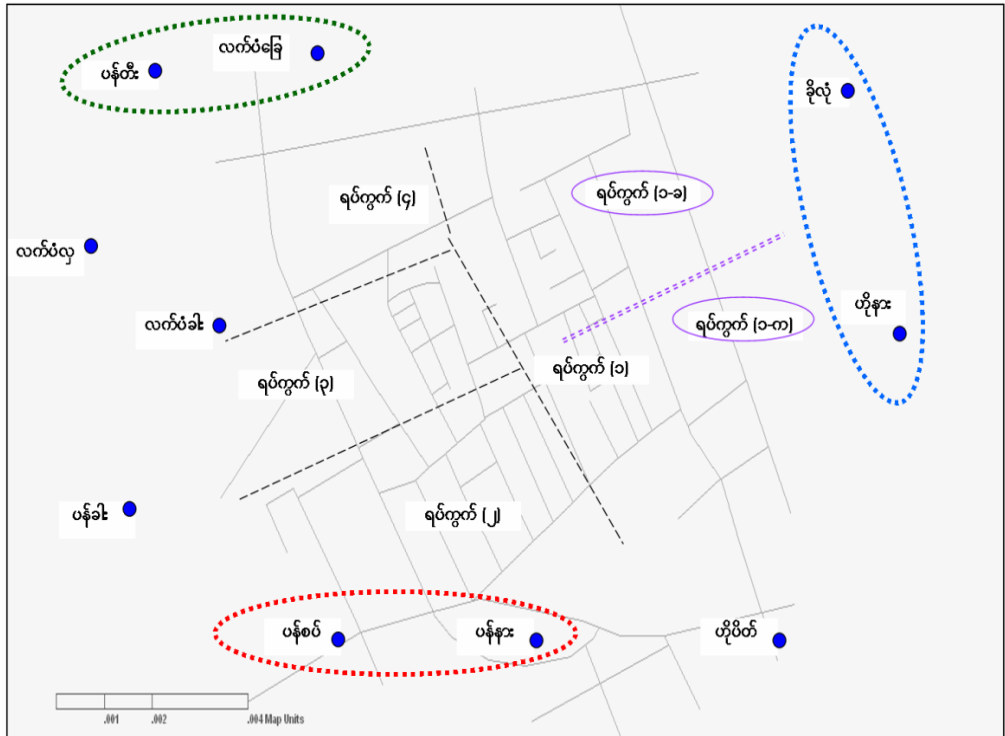 လက်ပံခြေ
ပန်တီး
ခိုလုံ
ရပ်ကွက် (၄)
ရပ်ကွက် (၁-ခ)
လက်ပံလှ
ဟိုနား
လက်ပံခါး
ရပ်ကွက် (၁-က)
ရပ်ကွက် (၃)
ရပ်ကွက် (၁)
ပန်ခါး
ရပ်ကွက် (၂)
ပန်စပ်
ပန်နား
ဟိုပိတ်
.001 .002 .004 Map Units